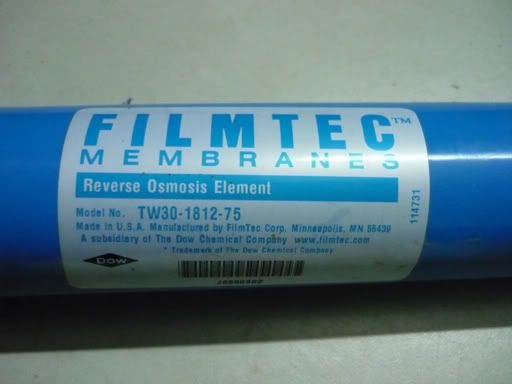 FILMTEC™
MEMBRANES
Reverse Osmosis Element
Model No. TW30-1812-75
Made in U.S.A. Manufactured by FilmTec Corp. Minneapolis, MN 55439
A subsidiary of The Dow Chemical Company www.filmtec.com
* Trademark of The Dow Chemical Company
DOW
114731